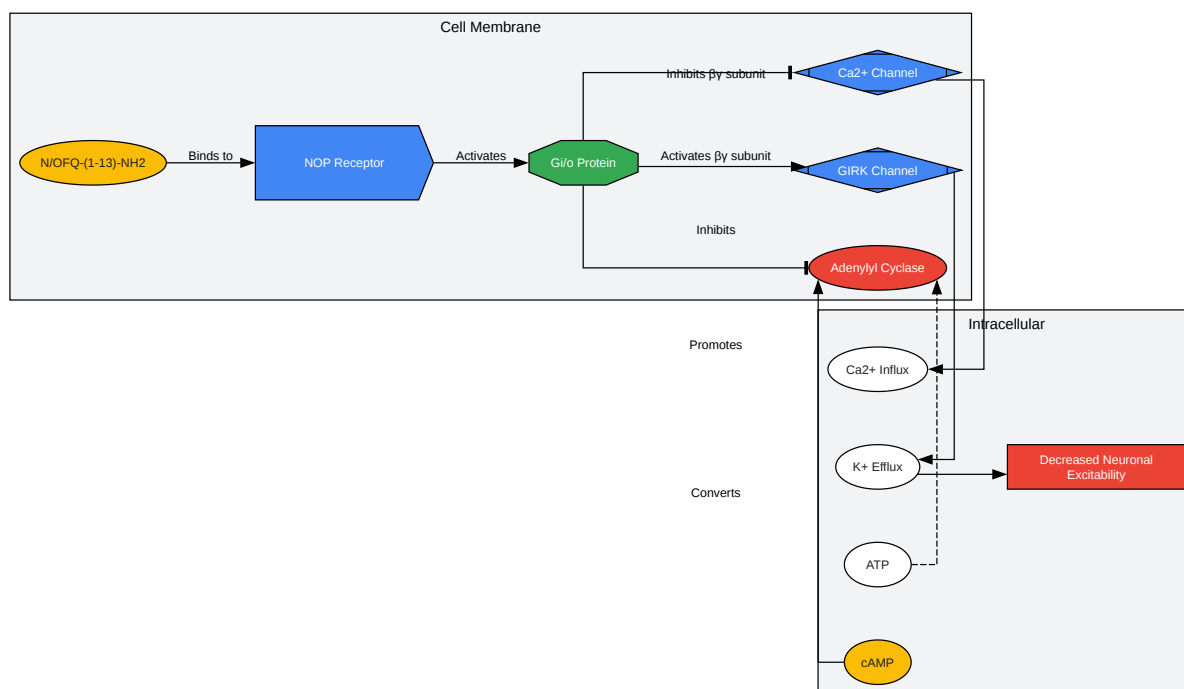 Cell Membrane
Inhibits βγ subunit
Ca2+ Channel
N/OFQ-(1-13)-NH2
Binds to
NOP Receptor
Activates
Gi/o Protein
Activates βγ subunit
GIRK Channel
Inhibits
Adenylyl Cyclase
Intracellular
Promotes
Ca2+ Influx
K+ Efflux
Decreased Neuronal
Excitability
Converts
ATP
cAMP